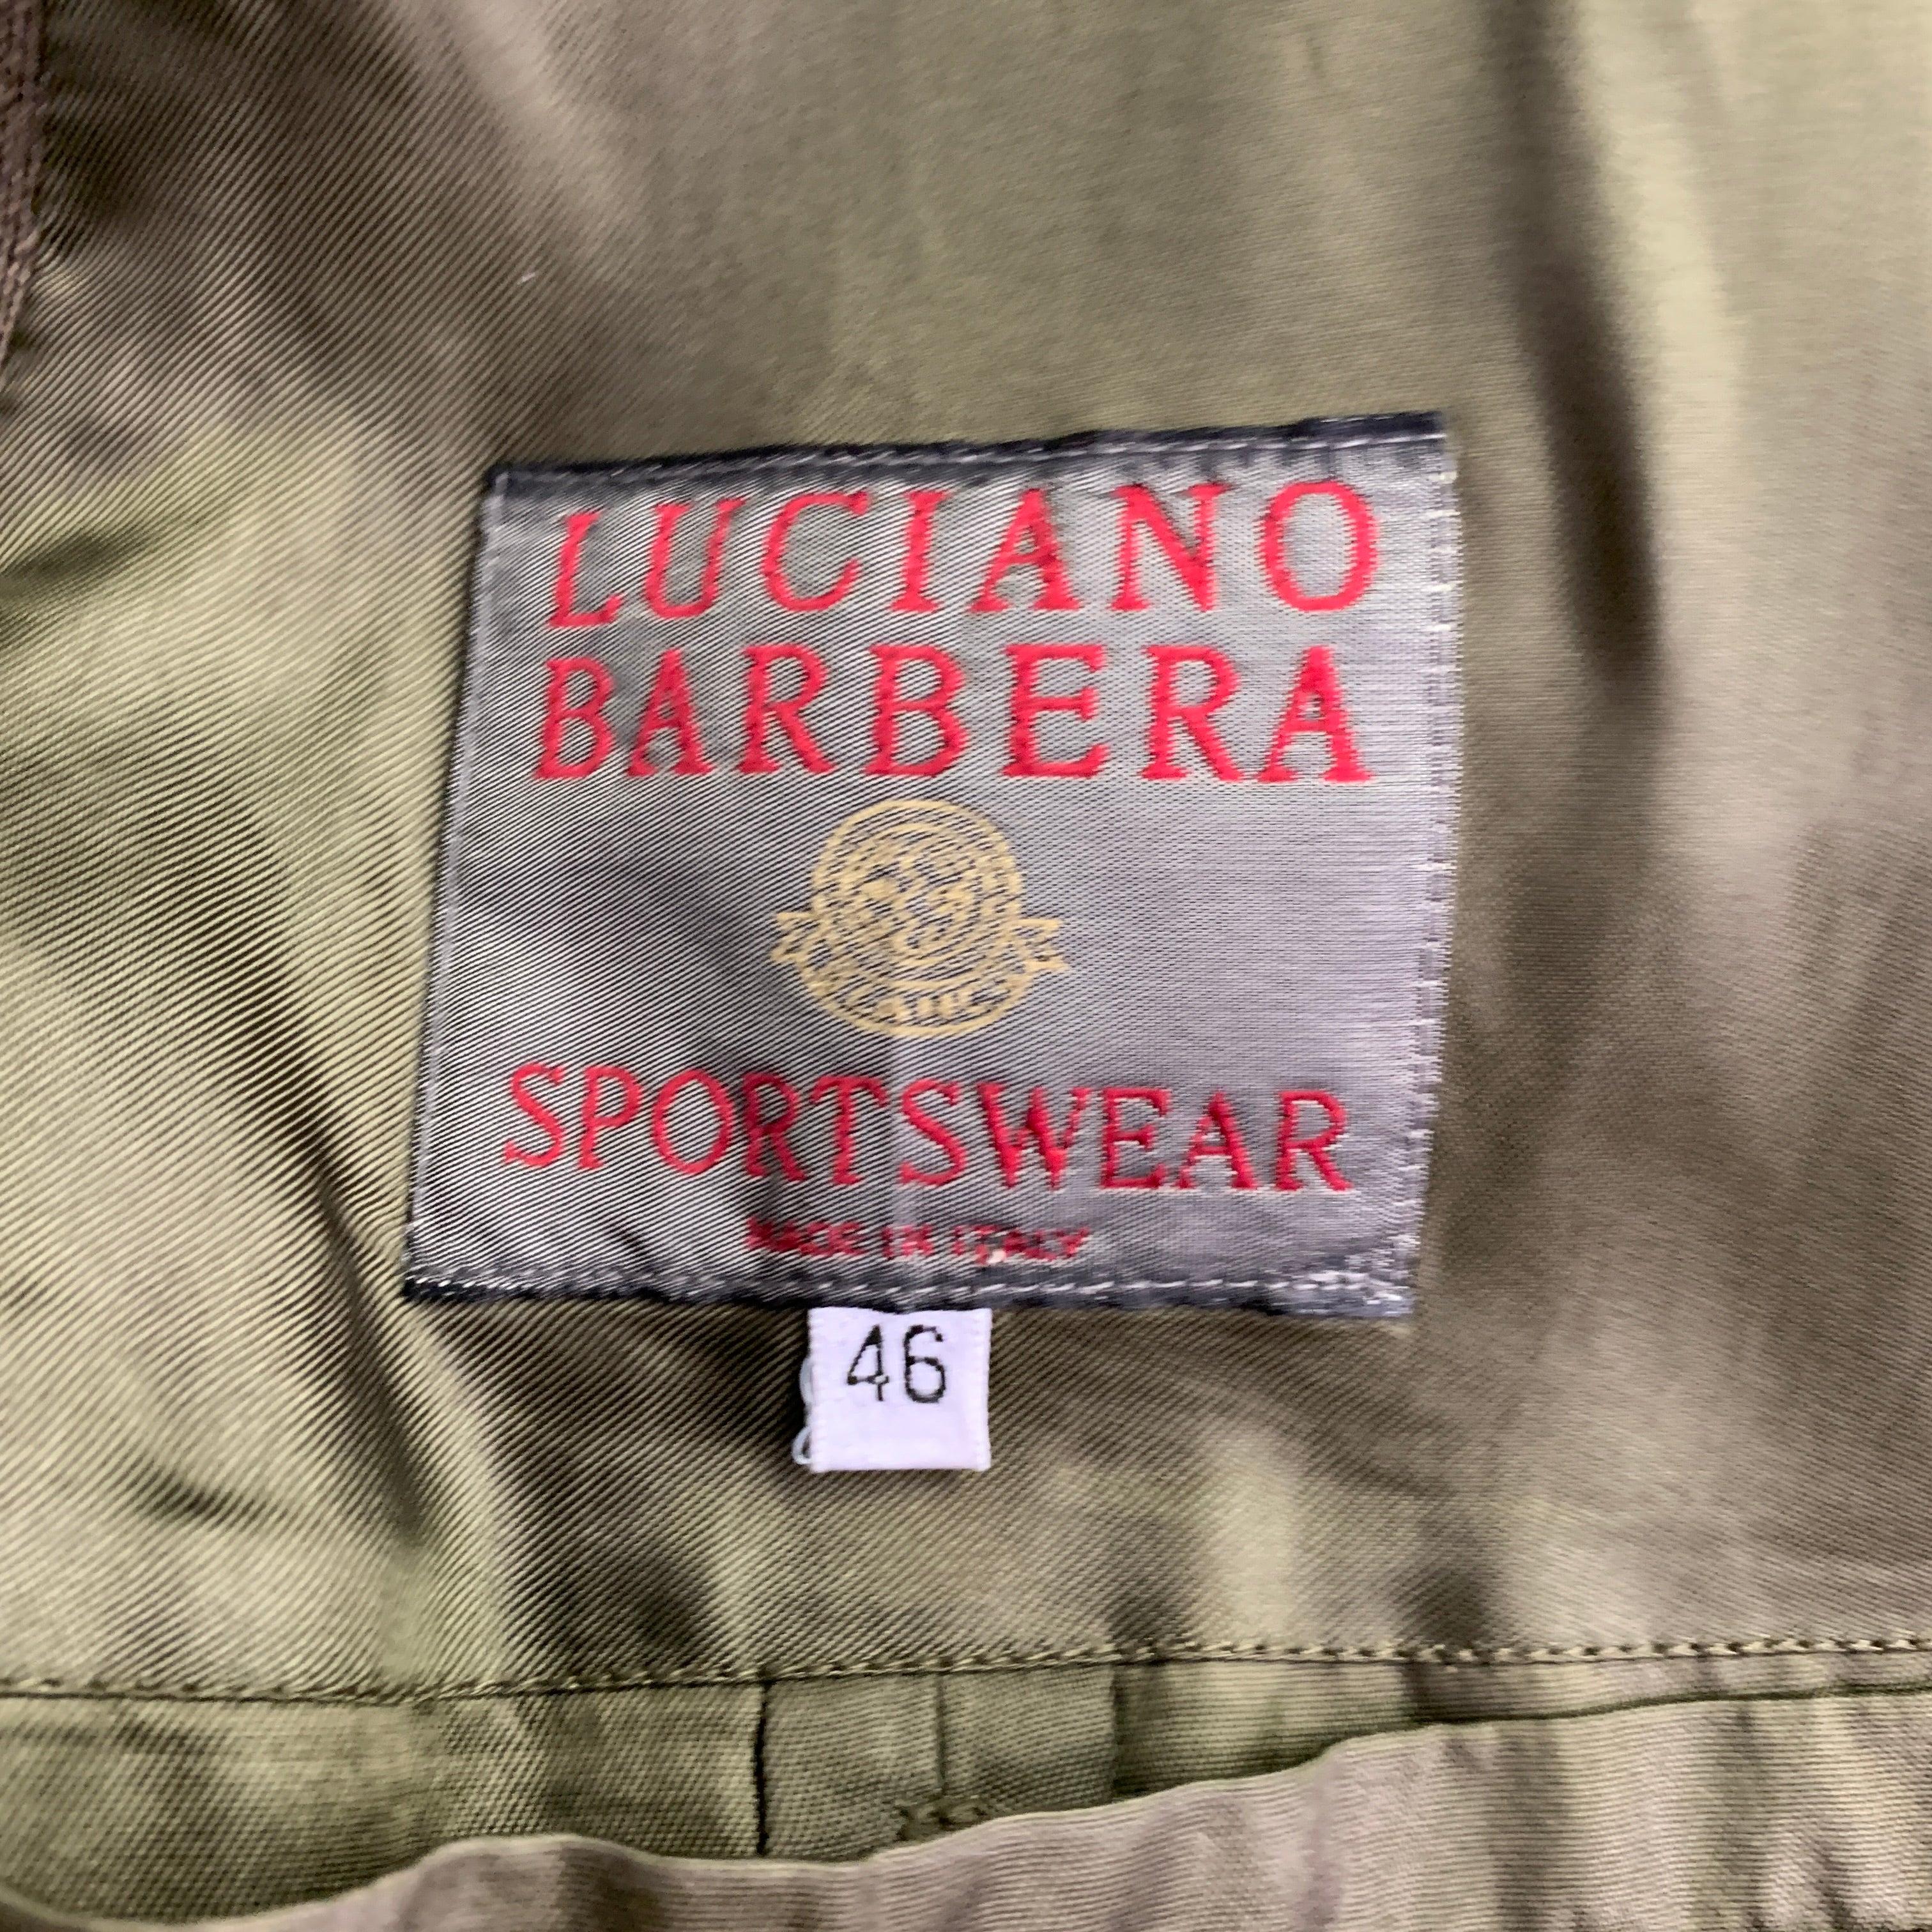 LUCIANO
BARBERA
SPORTSWEAR
MADE IN ITALY
46